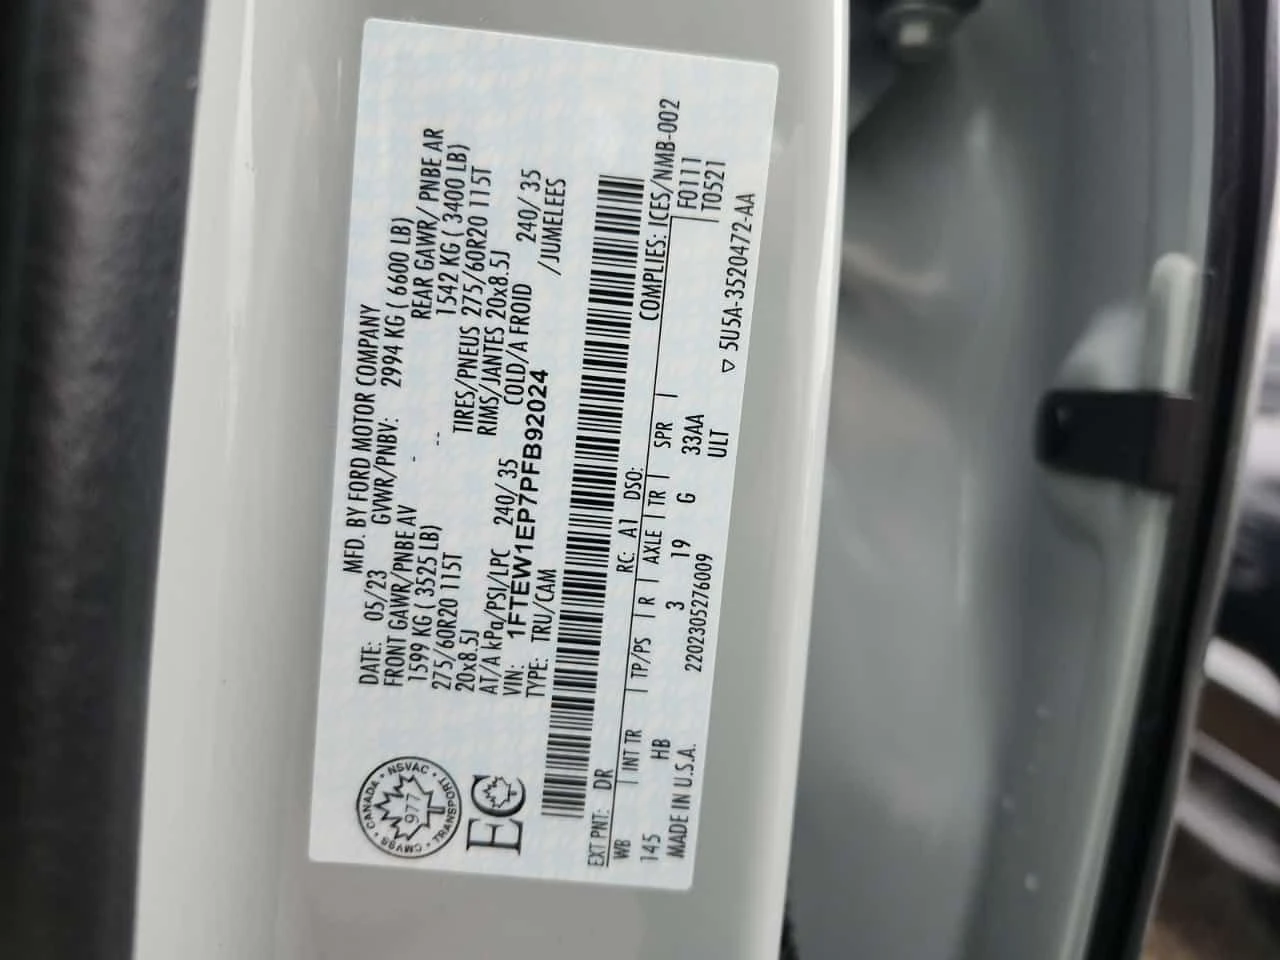 MFD. BY FORD MOTOR COMPANY
DATE: 05/23 GVWR/PNBV: 2994 KG ( 6600 LB)
FRONT GAWR/PNBE AV - REAR GAWR/ PNBE AR
1599 KG ( 3525 LB) -- 1542 KG ( 3400 LB)
275/60R20 115T TIRES/PNEUS 275/60R20 115T
20x8.5J RIMS/JANTES 20x8.5J
AT/A kPa/PSI/LPC 240/ 35 COLD/A FROID 240/ 35
VIN: 1FTEW1EP7PFB92024 /JUMELEES
TYPE: TRU/CAM
CANADA • NSVAC • TRANSPORT • CMVSS •
977
EC
EXT PNT: DR RC: A1 DSO: COMPLIES: ICES/NMB-002
WB | INT TR | TP/PS | R | AXLE | TR | SPR | F0111
145 HB 3 19 G 33AA | T0521
MADE IN U.S.A. 2202305276009 ULT
▽ 5U5A-3520472-AA